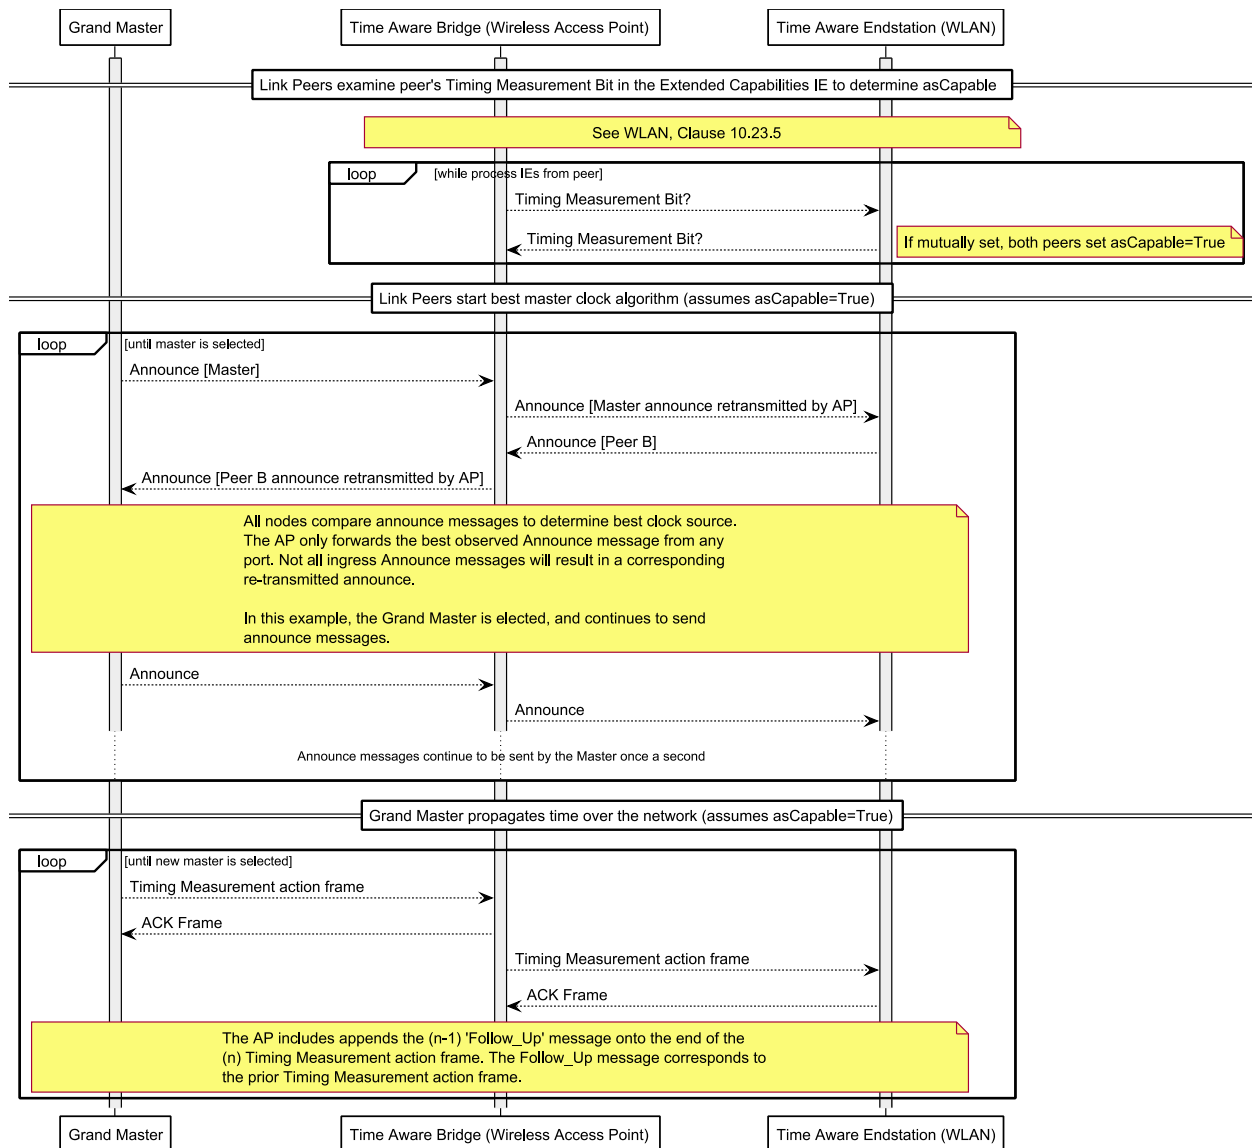 Grand Master
Time Aware Bridge (Wireless Access Point)
Time Aware Endstation (WLAN)
Link Peers examine peer's Timing Measurement Bit in the Extended Capabilities IE to determine asCapable
See WLAN, Clause 10.23.5
loop
[while process IEs from peer]
Timing Measurement Bit?
Timing Measurement Bit?
If mutually set, both peers set asCapable=True
Link Peers start best master clock algorithm (assumes asCapable=True)
loop
[until master is selected]
Announce [Master]
Announce [Master announce retransmitted by AP]
Announce [Peer B]
Announce [Peer B announce retransmitted by AP]
All nodes compare announce messages to determine best clock source.
The AP only forwards the best observed Announce message from any
port. Not all ingress Announce messages will result in a corresponding
re-transmitted announce.
In this example, the Grand Master is elected, and continues to send
announce messages.
Announce
Announce
Announce messages continue to be sent by the Master once a second
Grand Master propagates time over the network (assumes asCapable=True)
loop
[until new master is selected]
Timing Measurement action frame
ACK Frame
Timing Measurement action frame
ACK Frame
The AP includes appends the (n-1) 'Follow_Up' message onto the end of the
(n) Timing Measurement action frame. The Follow_Up message corresponds to
the prior Timing Measurement action frame.
Grand Master
Time Aware Bridge (Wireless Access Point)
Time Aware Endstation (WLAN)